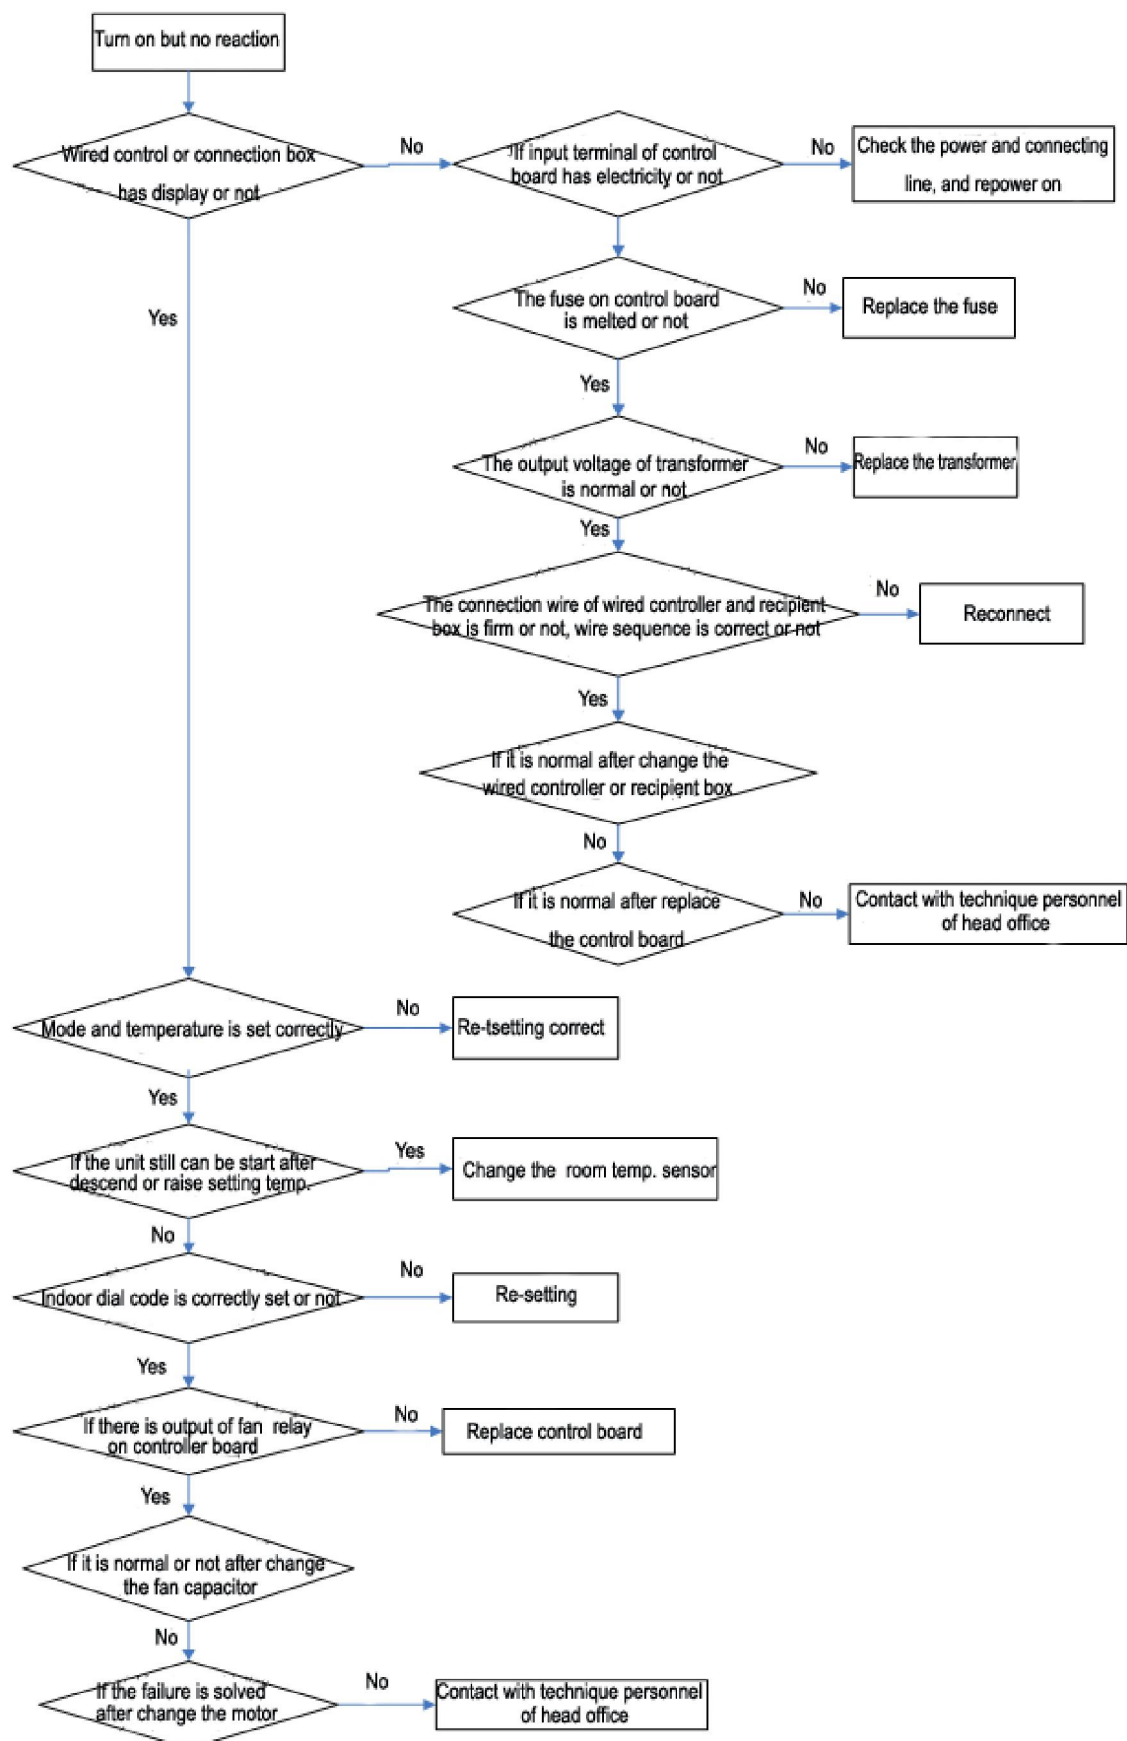 Turn on but no reaction
Wired control or connection box
has display or not
No
If input terminal of control
board has electricity or not
No
Check the power and connecting
line, and repower on
Yes
The fuse on control board
is melted or not
No
Replace the fuse
Yes
The output voltage of transformer
is normal or not
No
Replace the transformer
Yes
The connection wire of wired controller and recipient
box is firm or not, wire sequence is correct or not
No
Reconnect
Yes
If it is normal after change the
wired controller or recipient box
No
If it is normal after replace
the control board
No
Contact with technique personnel
of head office
Mode and temperature is set correctly
No
Re-tsetting correct
Yes
If the unit still can be start after
descend or raise setting temp.
Yes
Change the room temp. sensor
No
Indoor dial code is correctly set or not
No
Re-setting
Yes
If there is output of fan relay
on controller board
No
Replace control board
Yes
If it is normal or not after change
the fan capacitor
No
If the failure is solved
after change the motor
No
Contact with technique personnel
of head office